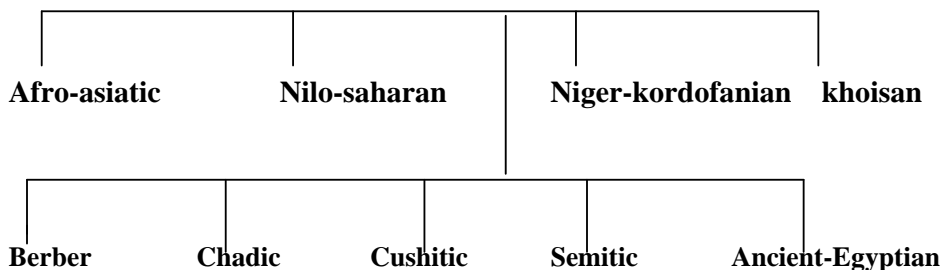 Afro-asiatic Nilo-saharan Niger-kordofanian khoisan
Berber Chadic Cushitic Semitic Ancient-Egyptian